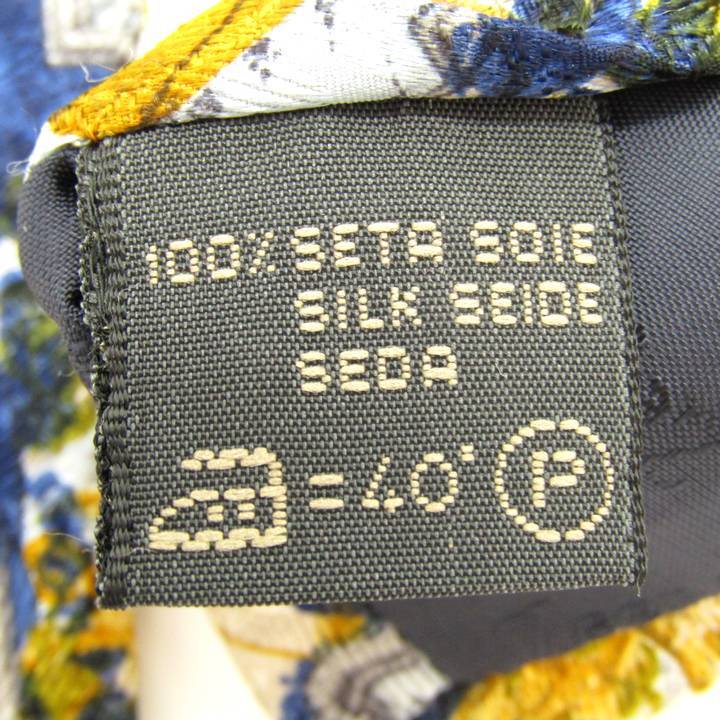 100% SETA SOIE
SILK SEIDE
SEDA
=40° P